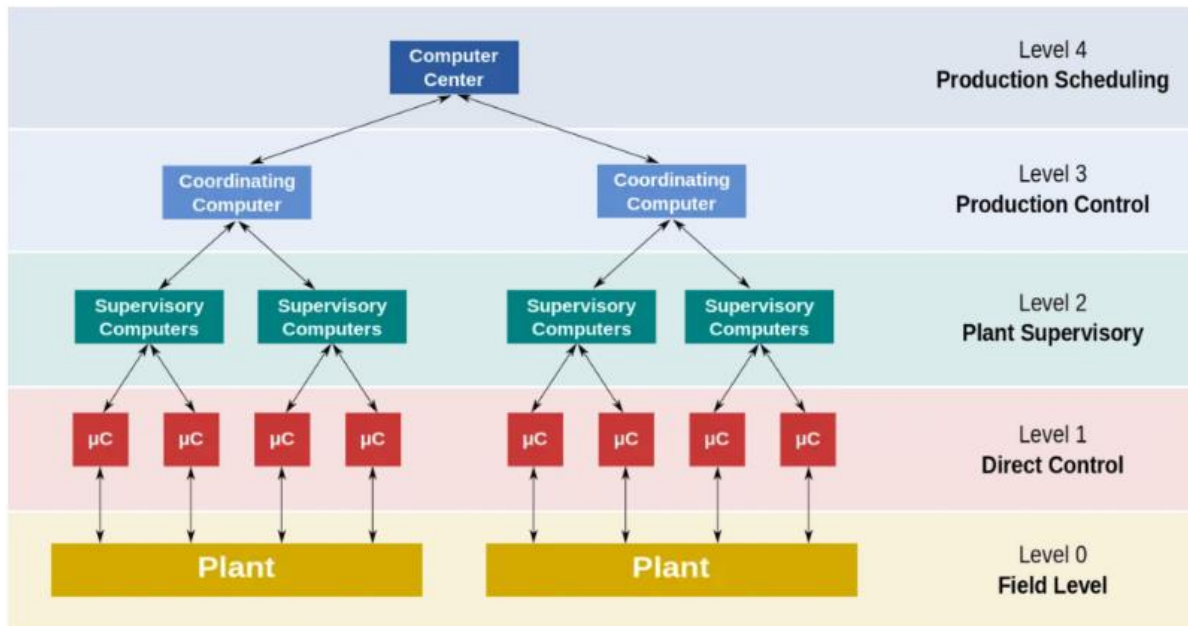 Computer
Center
Level 4
Production Scheduling
Coordinating
Computer
Coordinating
Computer
Level 3
Production Control
Supervisory
Computers
Supervisory
Computers
Supervisory
Computers
Supervisory
Computers
Level 2
Plant Supervisory
µC
µC
µC
µC
µC
µC
µC
µC
Level 1
Direct Control
Plant
Plant
Level 0
Field Level